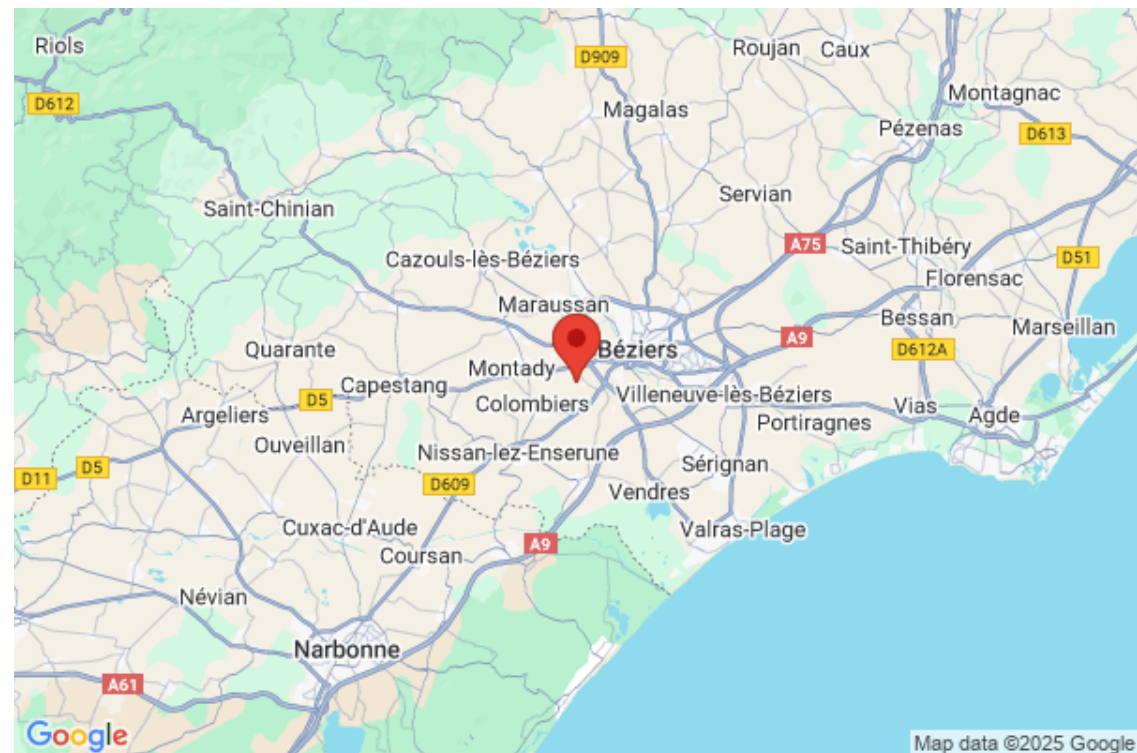 Riols
D909
Roujan
Caux
D612
Magalas
Montagnac
Pézenas
D613
Servian
Saint-Chinian
A75
Saint-Thibéry
D51
Cazouls-lès-Béziers
Florensac
Maraussan
Bessan
Marseillan
A9
Quarante
Béziers
D612A
Montady
Capestang
D5
Colombiers
Villeneuve-lès-Béziers
Argeliers
Vias
Agde
Portiragnes
Ouveillan
Nissan-lez-Enserune
D11
D5
Sérignan
D609
Vendres
Cuxac-d'Aude
Valras-Plage
A9
Coursan
Névian
Narbonne
A61
Google
Map data ©2025 Google